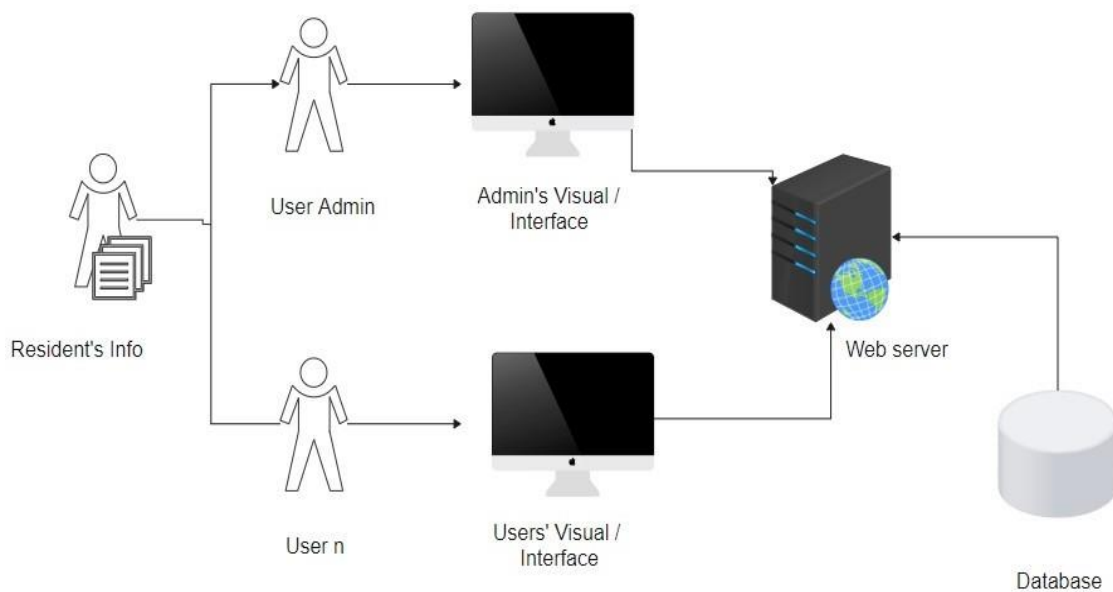 User Admin
Admin's Visual /
Interface
Resident's Info
Web server
User n
Users' Visual /
Interface
Database